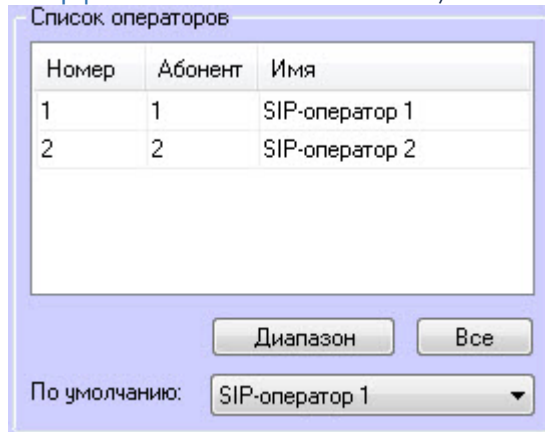 Список операторов
Номер Абонент Имя
1 1 SIP-оператор 1
2 2 SIP-оператор 2
Диапазон Все
По умолчанию: SIP-оператор 1